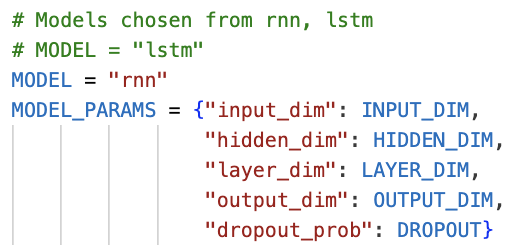 # Models chosen from rnn, lstm
# MODEL = "lstm"
MODEL = "rnn"
MODEL_PARAMS = {"input_dim": INPUT_DIM,
"hidden_dim": HIDDEN_DIM,
"layer_dim": LAYER_DIM,
"output_dim": OUTPUT_DIM,
"dropout_prob": DROPOUT}